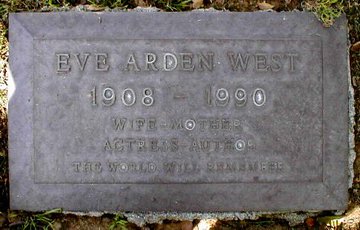 EVE ARDEN WEST
1908 - 1990
WIFE-MOTHER
ACTRESS-AUTHOR
THE WORLD WILL REMEMBER